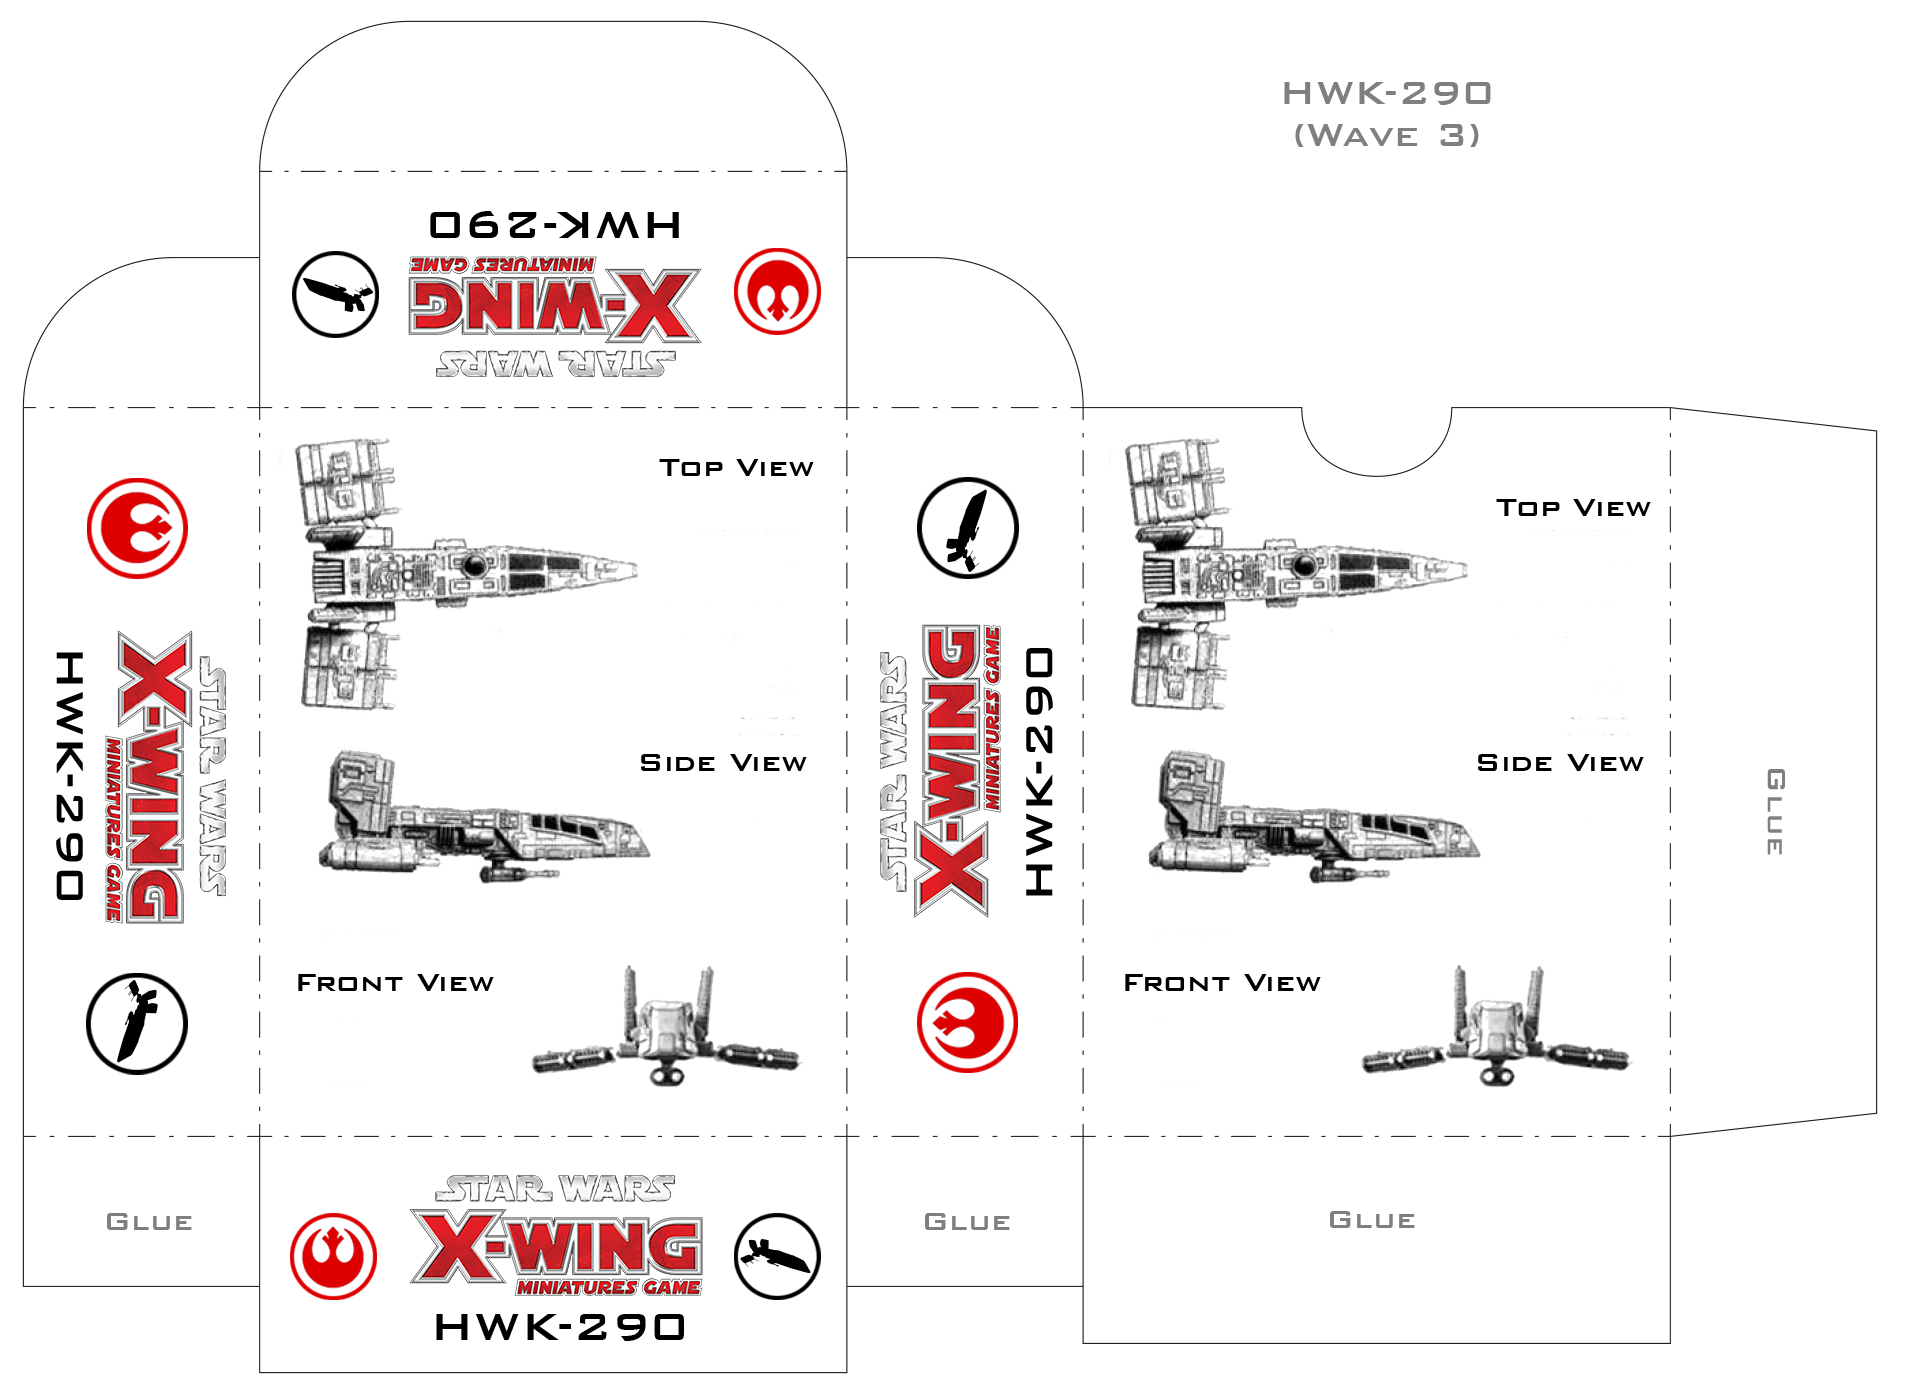 HWK-290
(Wave 3)
HWK-290
MINIATURES GAME
X-WING
STAR WARS
Top View
Side View
Front View
STAR WARS
X-WING
MINIATURES GAME
HWK-290
STAR WARS
X-WING
MINIATURES GAME
HWK-290
Top View
Side View
Front View
Glue
Glue
STAR WARS
X-WING
MINIATURES GAME
HWK-290
Glue
Glue